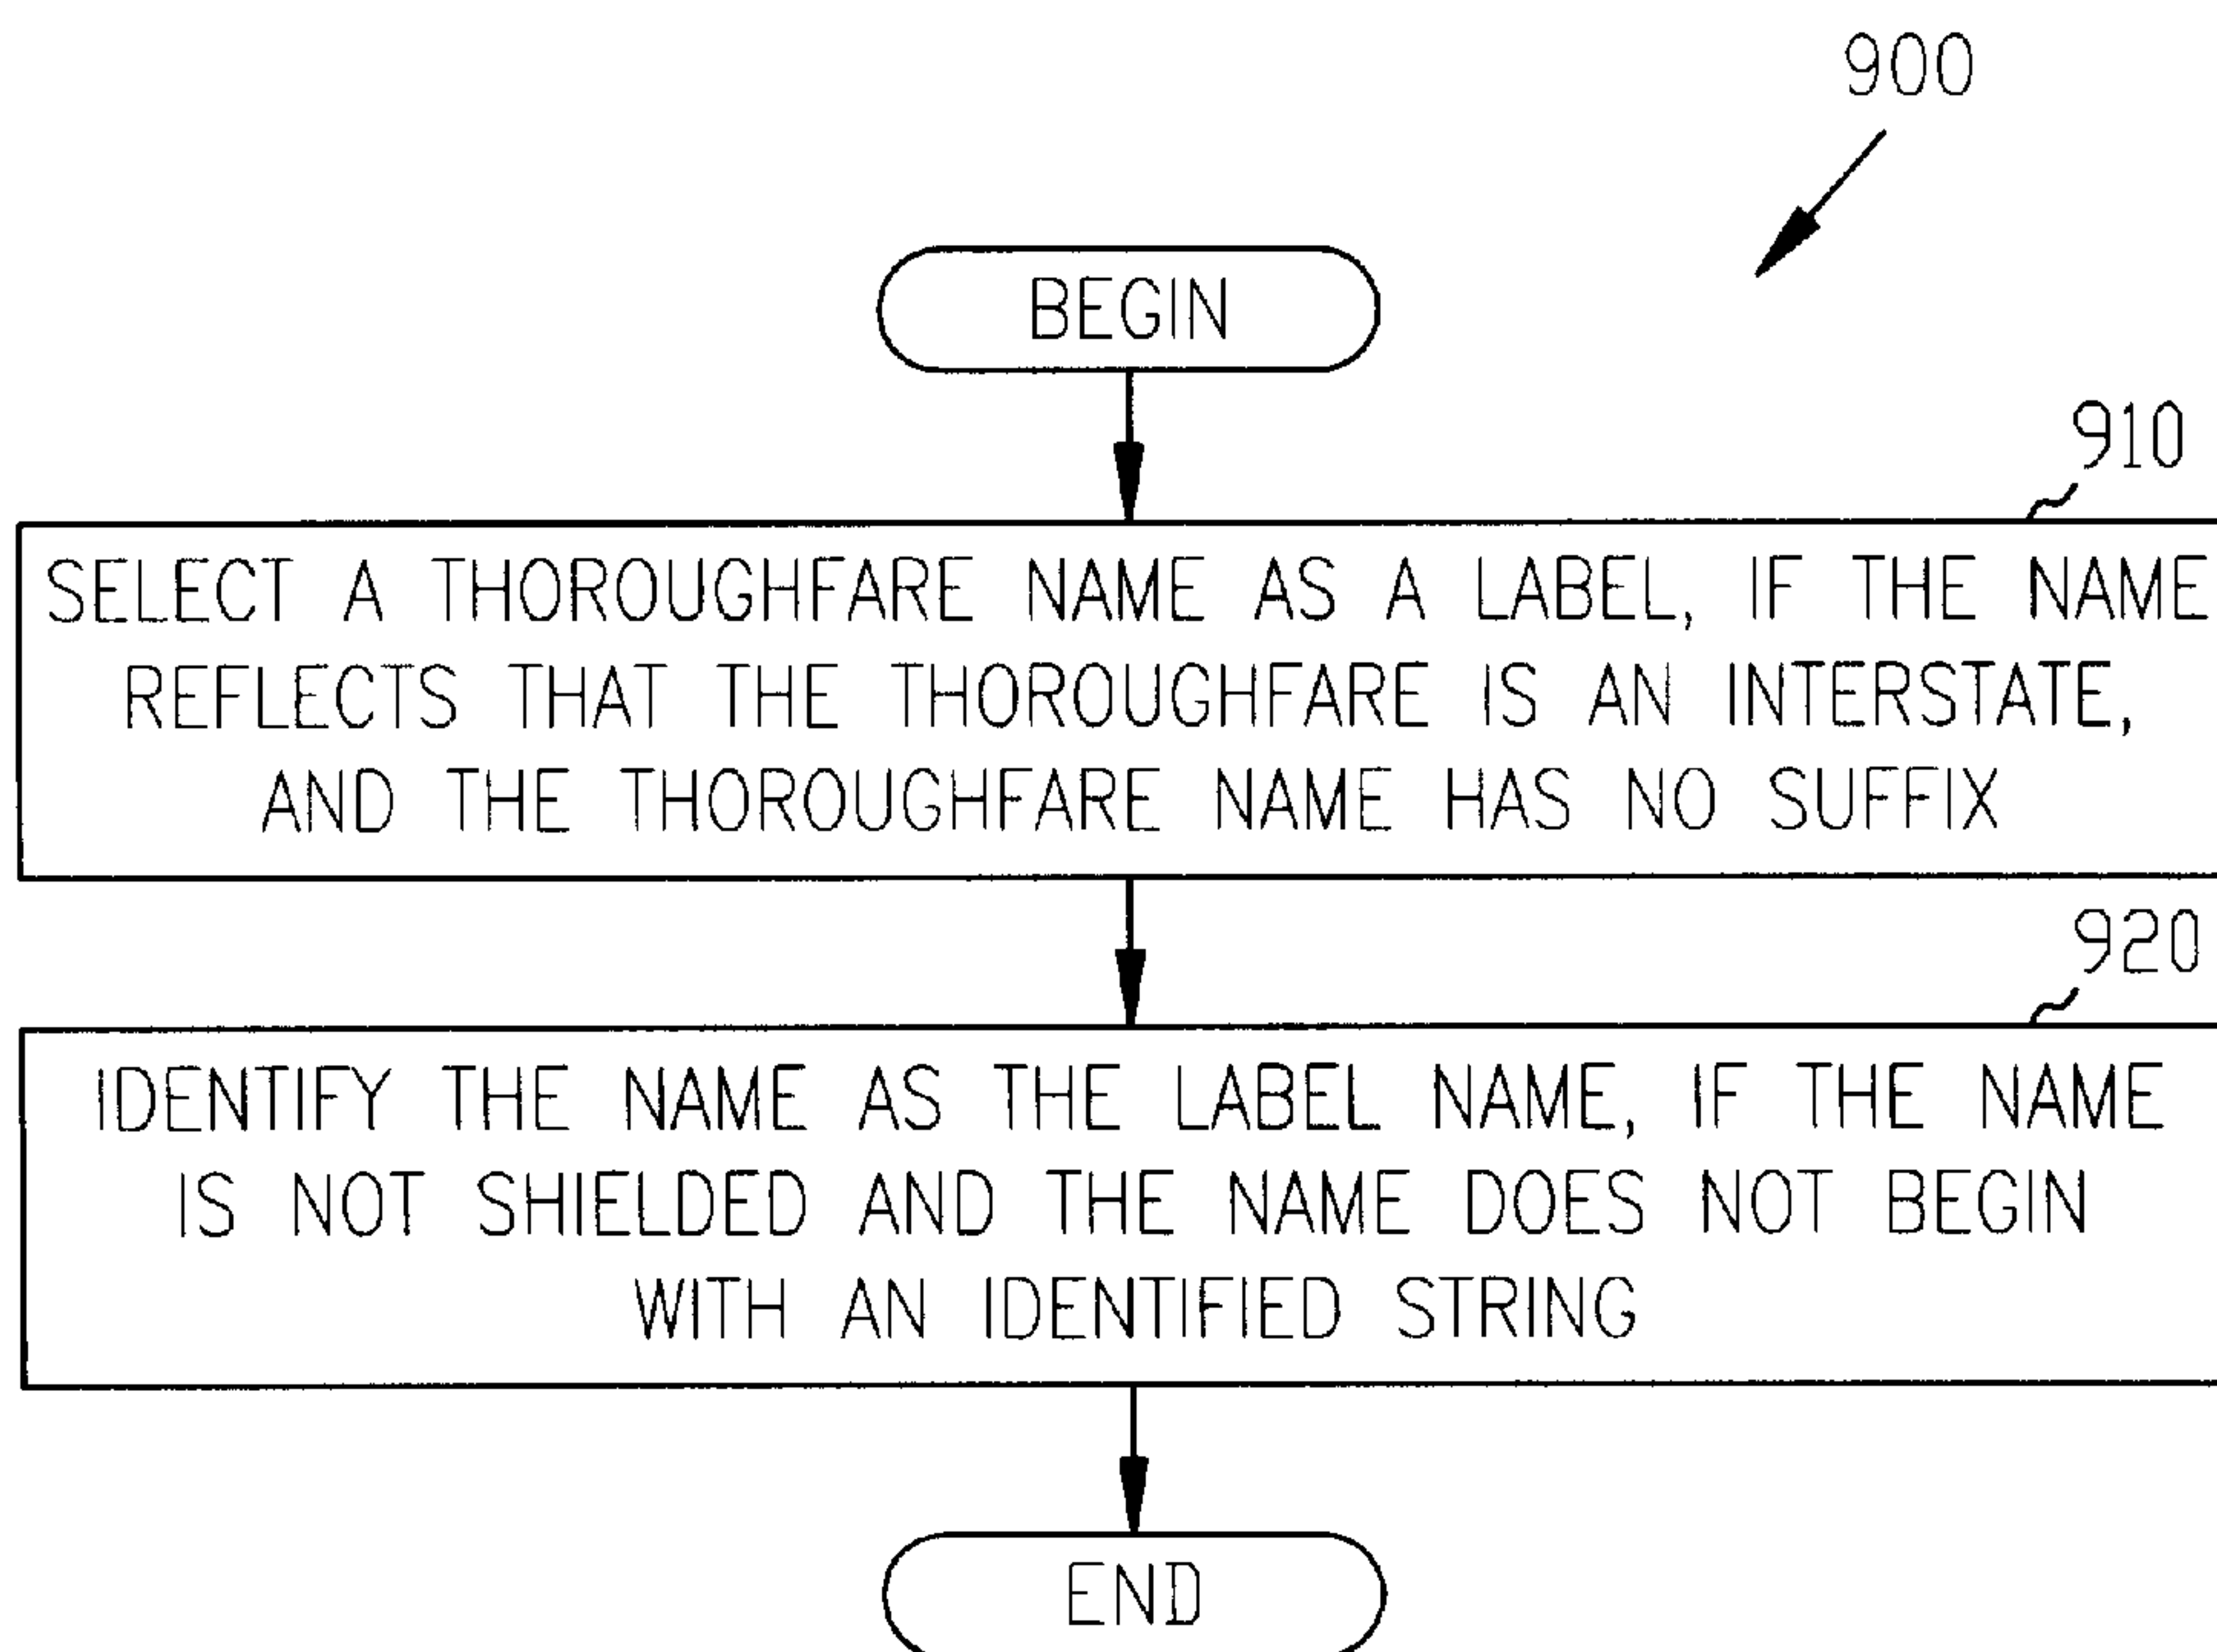 900
BEGIN
910
SELECT A THOROUGHFARE NAME AS A LABEL, IF THE NAME
REFLECTS THAT THE THOROUGHFARE IS AN INTERSTATE,
AND THE THOROUGHFARE NAME HAS NO SUFFIX
920
IDENTIFY THE NAME AS THE LABEL NAME, IF THE NAME
IS NOT SHIELDED AND THE NAME DOES NOT BEGIN
WITH AN IDENTIFIED STRING
END